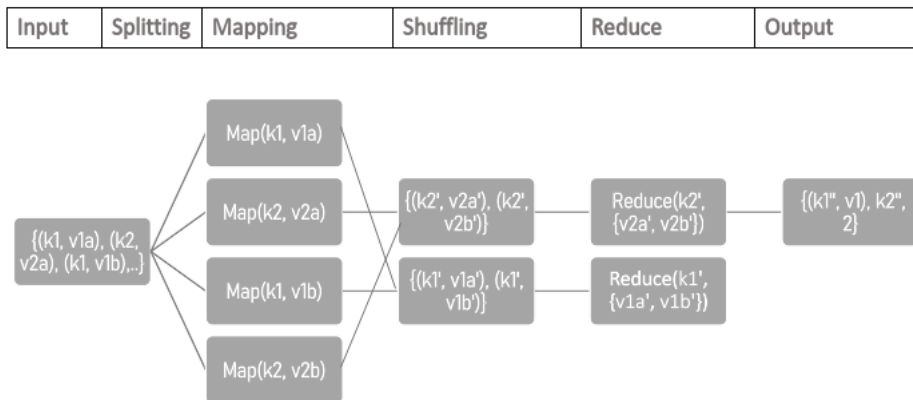 Input Splitting Mapping Shuffling Reduce Output
Map(k1, v1a)
Map(k2, v2a)
{(k2', v2a'), (k2',
v2b')}
Reduce(k2',
{v2a', v2b'})
{(k1'', v1), k2'',
2}
{(k1, v1a), (k2,
v2a), (k1, v1b),..}
Map(k1, v1b)
{(k1', v1a'), (k1',
v1b')}
Reduce(k1',
{v1a', v1b'})
Map(k2, v2b)